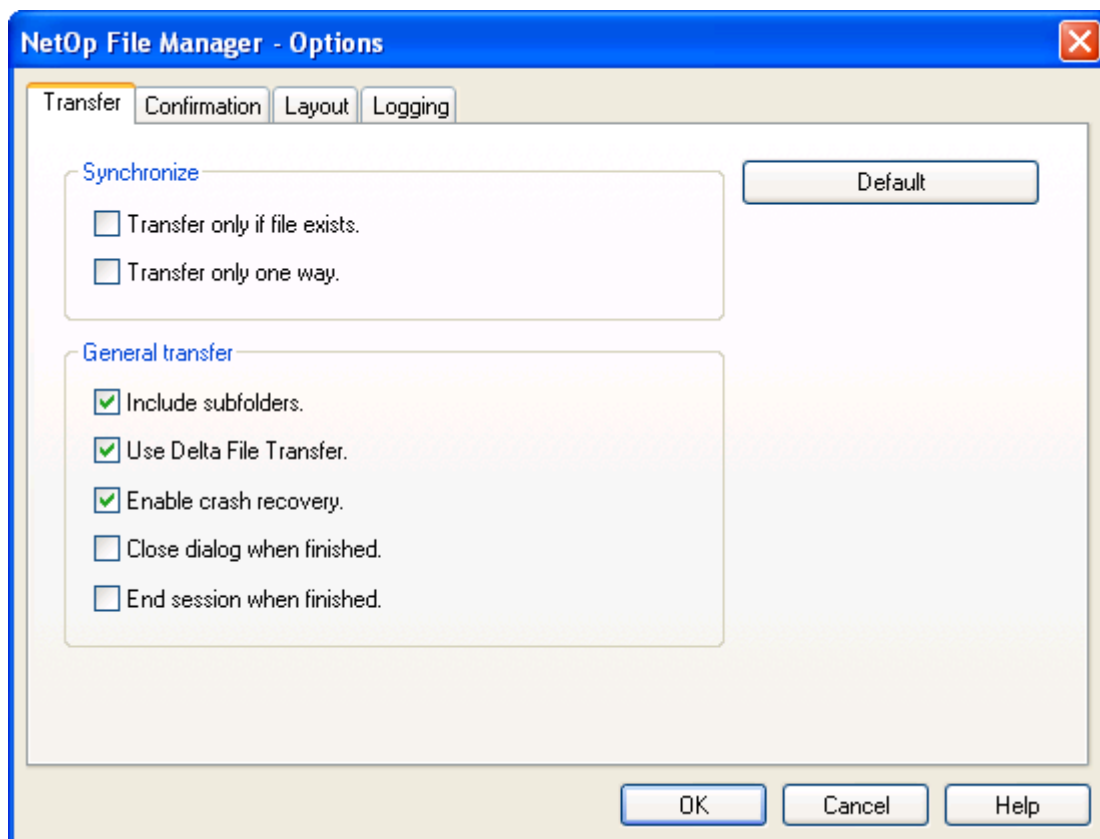 NetOp File Manager - Options
Transfer
Confirmation
Layout
Logging
Synchronize
Default
Transfer only if file exists.
Transfer only one way.
General transfer
Include subfolders.
Use Delta File Transfer.
Enable crash recovery.
Close dialog when finished.
End session when finished.
OK
Cancel
Help